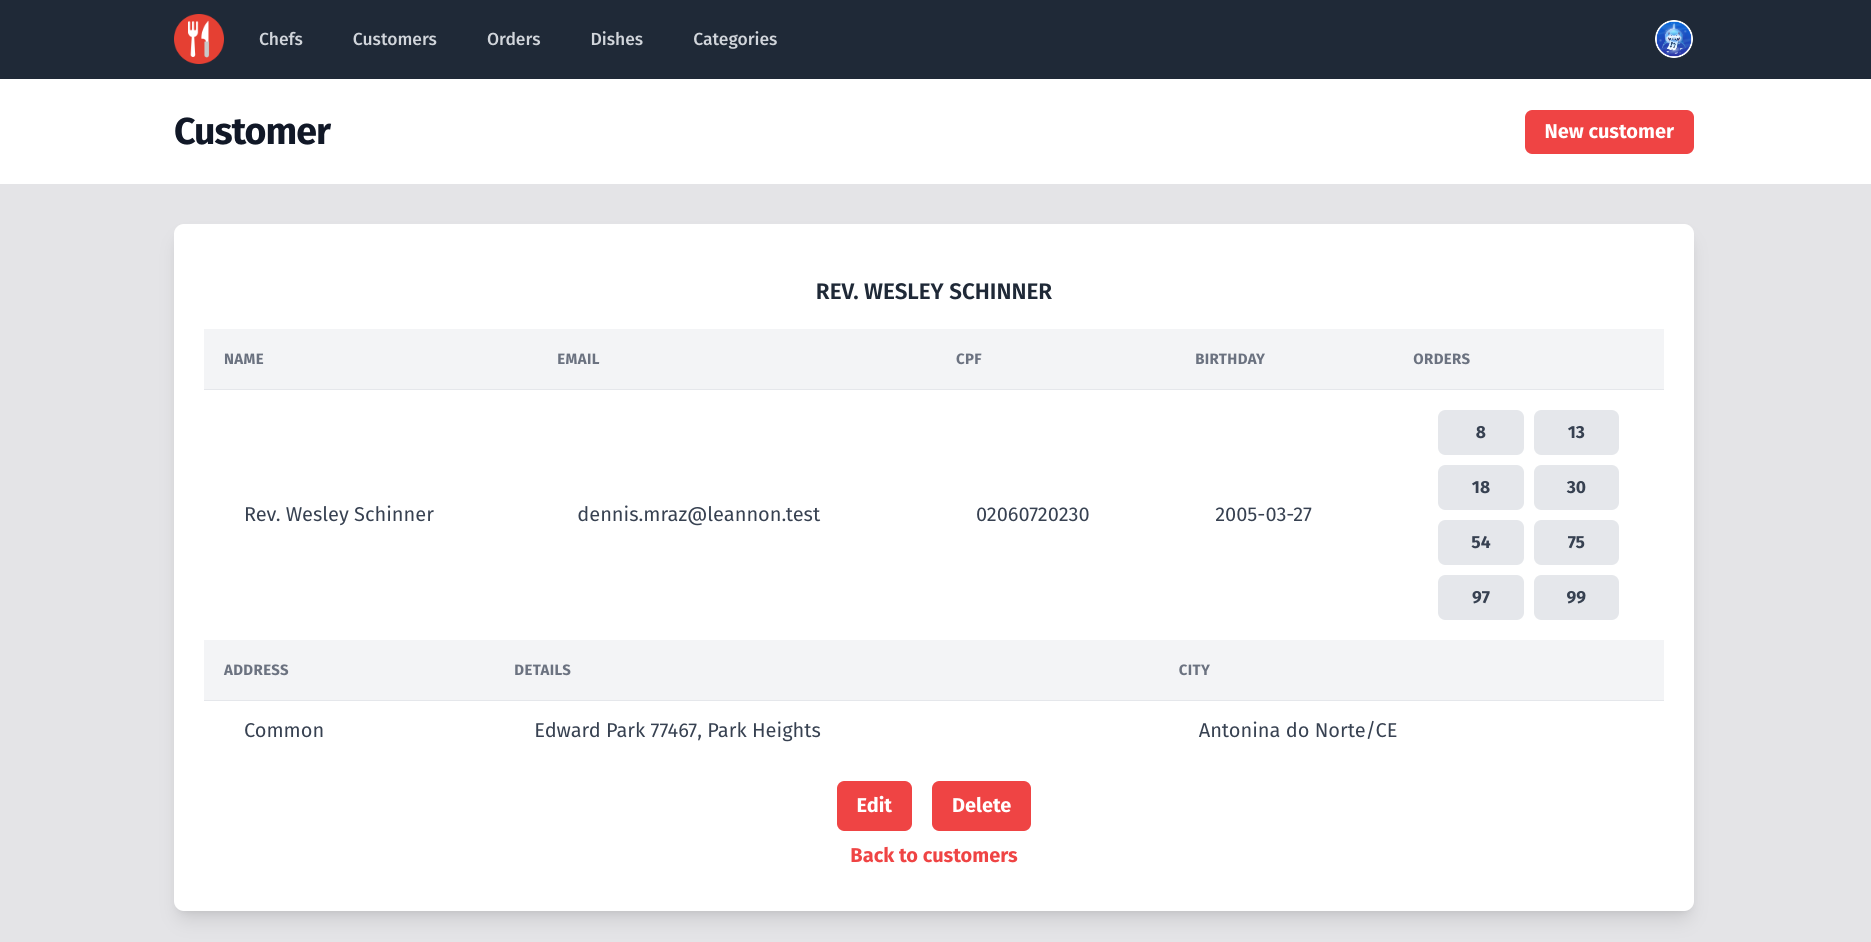 Chefs Customers Orders Dishes Categories
Customer
New customer
REV. WESLEY SCHINNER
NAME EMAIL CPF BIRTHDAY ORDERS
8 13
18 30
Rev. Wesley Schinner dennis.mraz@leannon.test 02060720230 2005-03-27
54 75
97 99
ADDRESS DETAILS CITY
Common Edward Park 77467, Park Heights Antonina do Norte/CE
Edit Delete
Back to customers